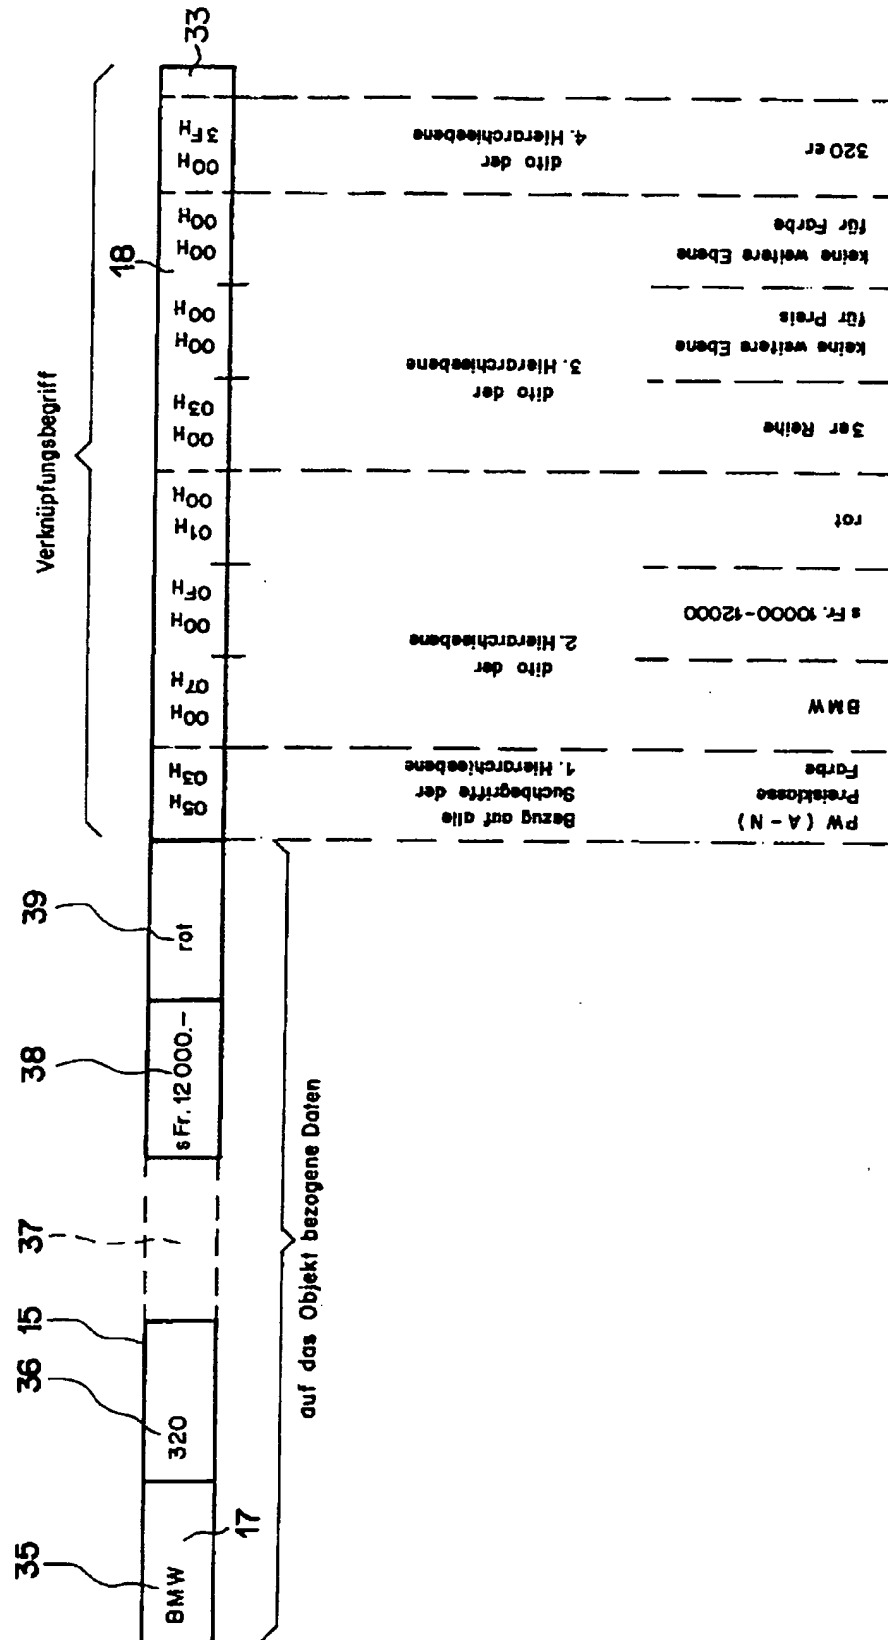 Verknüpfungsbegriff
33
18
35
36
15
37
38
39
17
BMW
320
sFr. 12 000.–
rot
05H 03H
00H 07H
00H 0FH
01H 00H
00H 03H
00H 00H
00H 00H
00H 3FH
auf das Objekt bezogene Daten
Bezug auf alle
Suchbegriffe der
1. Hierarchieebene
dito der
2. Hierarchieebene
dito der
3. Hierarchieebene
dito der
4. Hierarchieebene
PW ( A - N )
Preisklasse
Farbe
BMW
s Fr. 10000-12000
rot
3er Reihe
keine weitere Ebene
für Preis
keine weitere Ebene
für Farbe
320 er